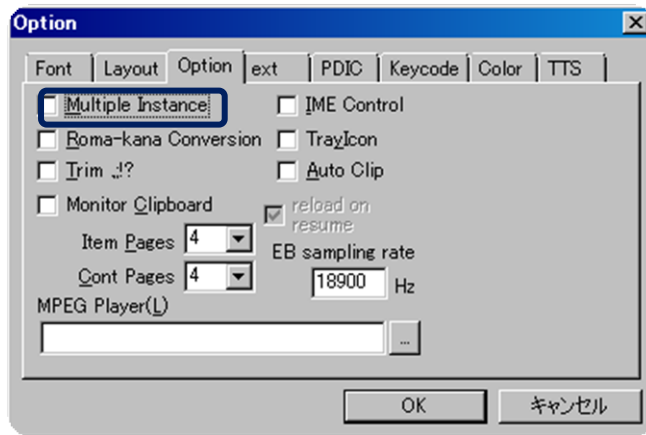 Option
Font Layout Option ext PDIC Keycode Color TTS
Multiple Instance IME Control
Roma-kana Conversion TrayIcon
Trim .,!? Auto Clip
Monitor Clipboard reload on
resume
Item Pages 4
EB sampling rate
Cont Pages 4 18900 Hz
MPEG Player(L)
...
OK キャンセル